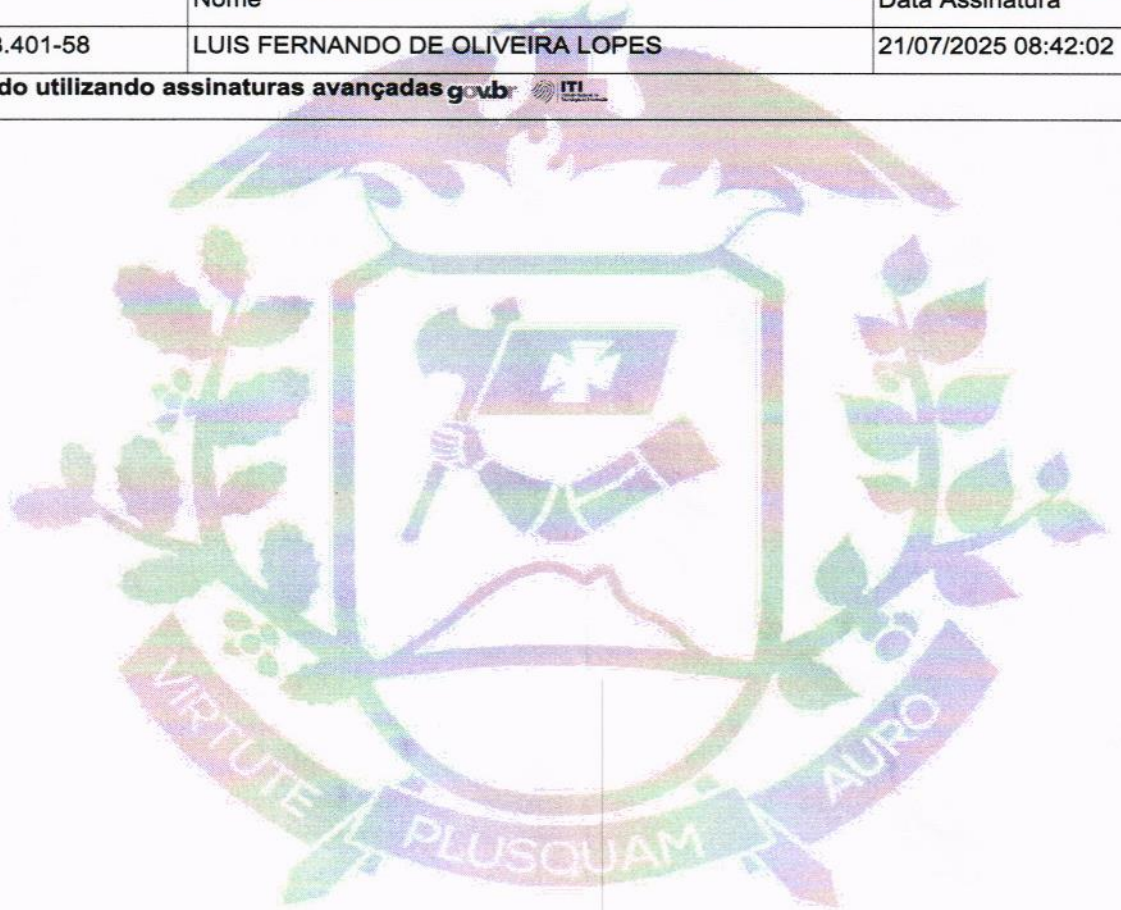 Nome Data Assinatura
.401-58 LUIS FERNANDO DE OLIVEIRA LOPES 21/07/2025 08:42:02
do utilizando assinaturas avançadas gov.br ITI
VIRTUTE PLUSQUAM AURO